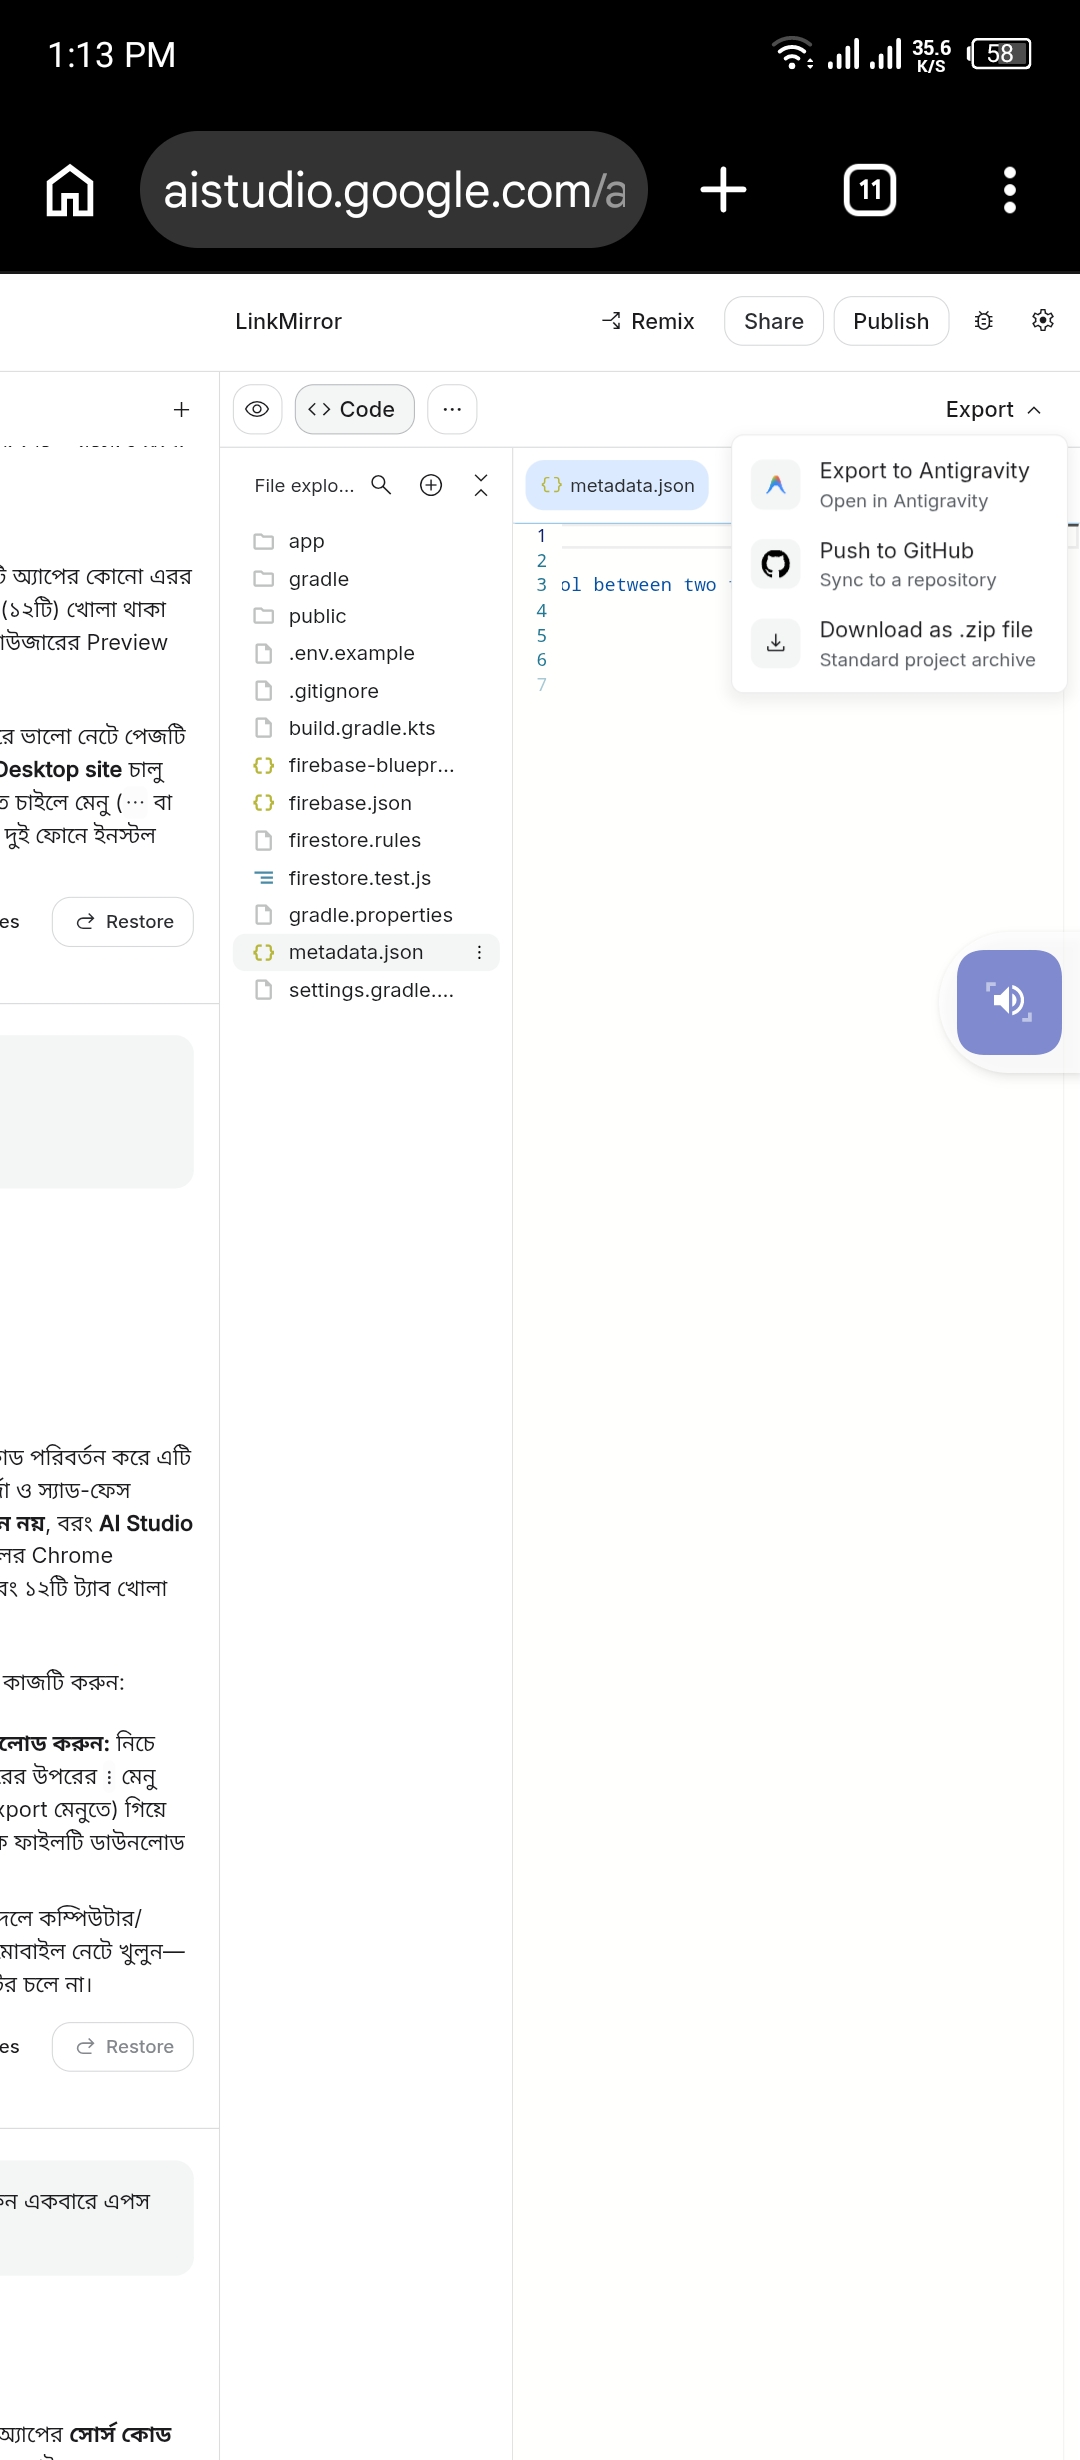 1:13 PM
35.6
K/S
58
aistudio.google.com/a
11
LinkMirror
Remix
Share
Publish
Code
Export
Export to Antigravity
Open in Antigravity
Push to GitHub
Sync to a repository
Download as .zip file
Standard project archive
File explo...
app
gradle
public
.env.example
.gitignore
build.gradle.kts
firebase-bluepr...
firebase.json
firestore.rules
firestore.test.js
gradle.properties
metadata.json
settings.gradle....
{} metadata.json
1
2
3 ol between two
4
5
6
7
অ্যাপের কোনো এরর
(১২টি) খোলা থাকা
উজারের Preview
রে ভালো নেটে পেজটি
Desktop site চালু
ত চাইলে মেনু (··· বা
দুই ফোনে ইনস্টল
es
Restore
পরিবর্তন করে এটি
ও স্যাড-ফেস
ন নয়, বরং AI Studio
লের Chrome
বং ১২টি ট্যাব খোলা
কাজটি করুন:
লোড করুন: নিচে
রের উপরের ⋮ মেনু
xport মেনুতে) গিয়ে
ক ফাইলটি ডাউনলোড
দলে কম্পিউটার/
মোবাইল নেটে খুলুন—
চলে না।
es
Restore
একবারে এপস
অ্যাপের সোর্স কোড